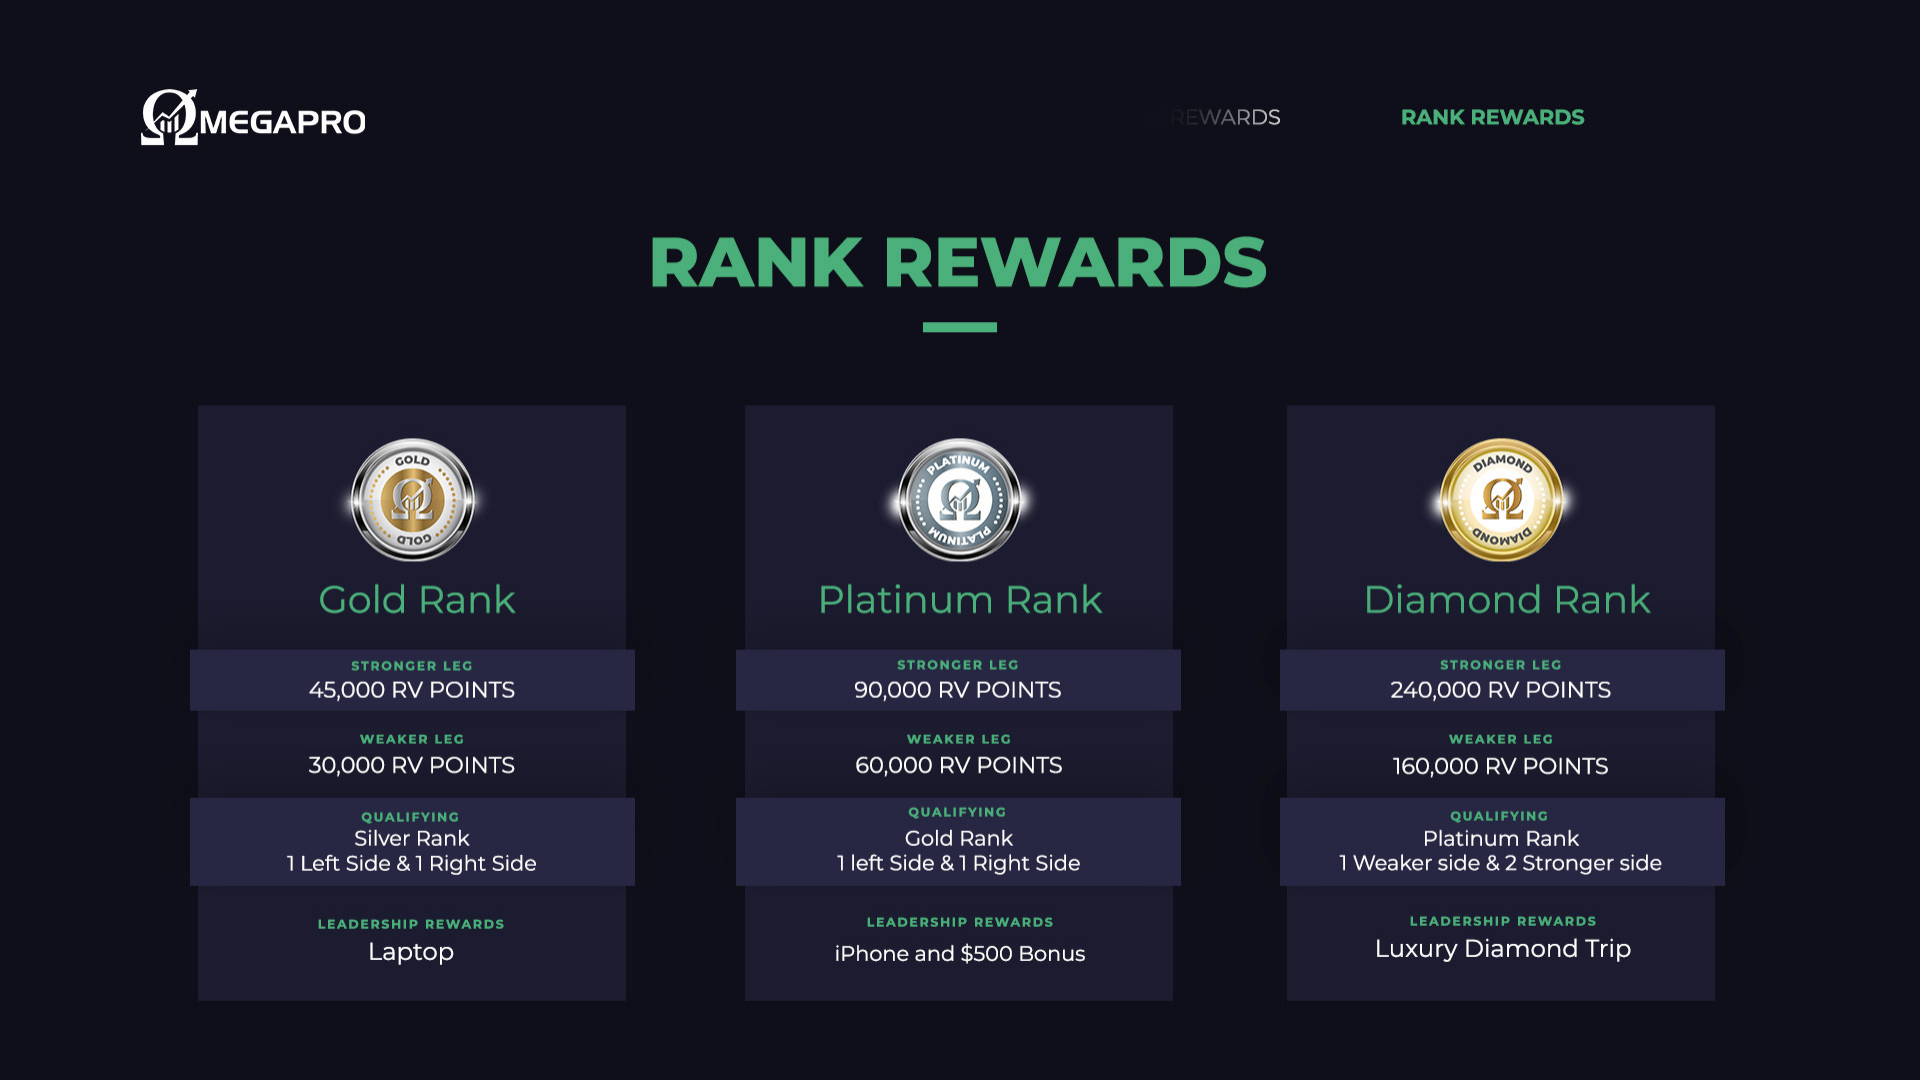 ΩMEGAPRO
REWARDS
RANK REWARDS
RANK REWARDS
GOLD
GOLD
Gold Rank
STRONGER LEG
45,000 RV POINTS
WEAKER LEG
30,000 RV POINTS
QUALIFYING
Silver Rank
1 Left Side & 1 Right Side
LEADERSHIP REWARDS
Laptop
PLATINUM
PLATINUM
Platinum Rank
STRONGER LEG
90,000 RV POINTS
WEAKER LEG
60,000 RV POINTS
QUALIFYING
Gold Rank
1 left Side & 1 Right Side
LEADERSHIP REWARDS
iPhone and $500 Bonus
DIAMOND
DIAMOND
Diamond Rank
STRONGER LEG
240,000 RV POINTS
WEAKER LEG
160,000 RV POINTS
QUALIFYING
Platinum Rank
1 Weaker side & 2 Stronger side
LEADERSHIP REWARDS
Luxury Diamond Trip